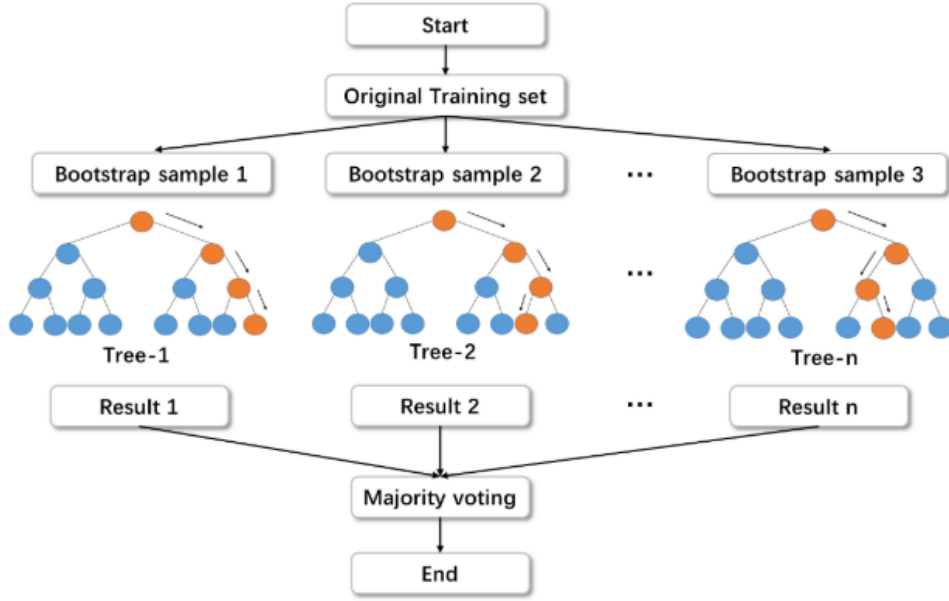 Start
Original Training set
Bootstrap sample 1
Bootstrap sample 2
...
Bootstrap sample 3
...
Tree-1
Tree-2
Tree-n
Result 1
Result 2
...
Result n
Majority voting
End